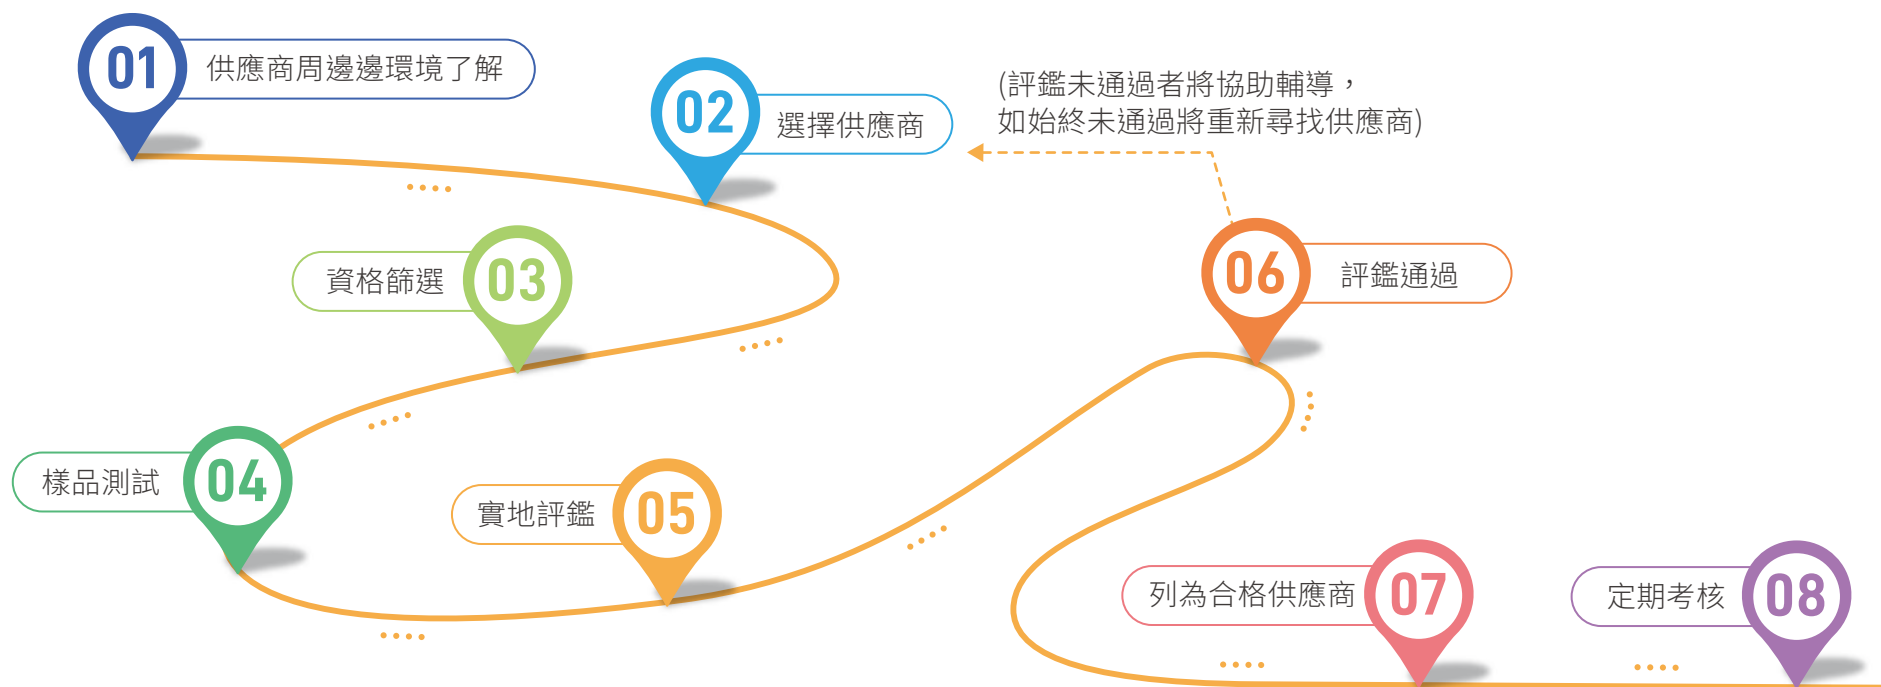 01
供應商周邊邊環境了解
02
選擇供應商
(評鑑未通過者將協助輔導，
如始終未通過將重新尋找供應商)
03
資格篩選
04
樣品測試
05
實地評鑑
06
評鑑通過
07
列為合格供應商
08
定期考核